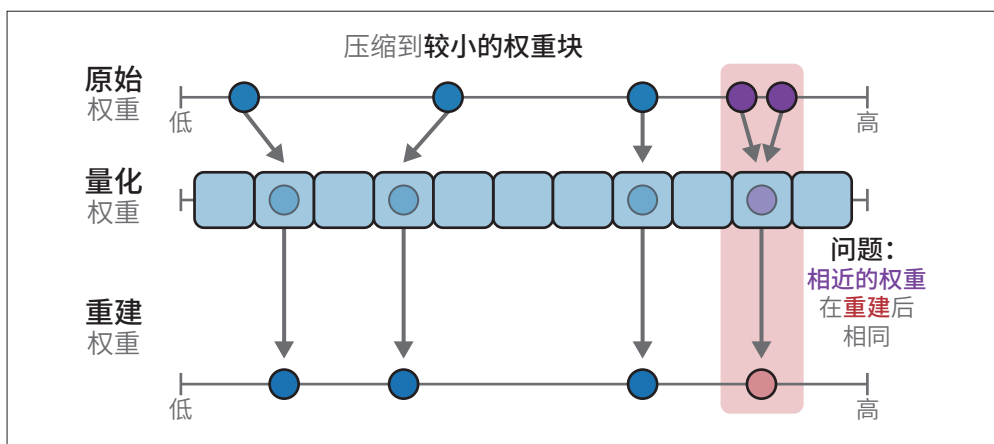 压缩到较小的权重块
原始
权重
低
高
量化
权重
问题：
相近的权重
在重建后
相同
重建
权重
低
高